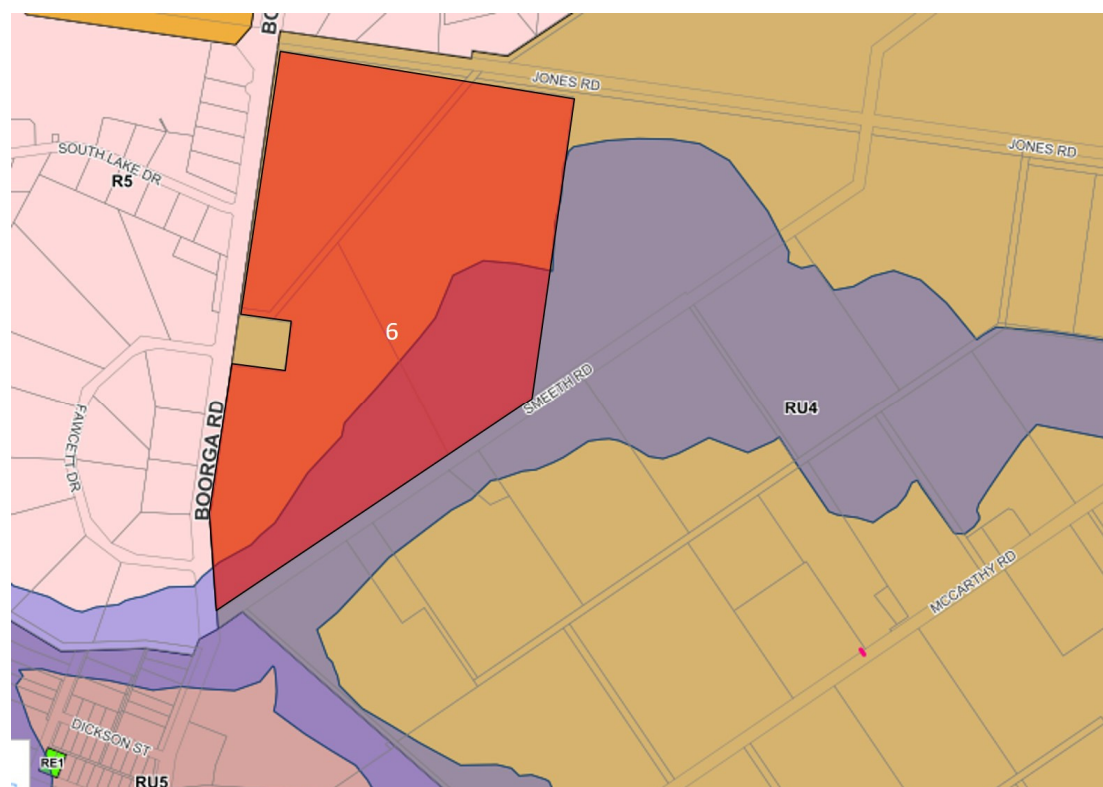 BO
JONES RD
JONES RD
SOUTH LAKE DR
R5
6
SMEETH RD
RU4
FAWCETT DR
BOORGA RD
MCCARTHY RD
DICKSON ST
RE1
RU5